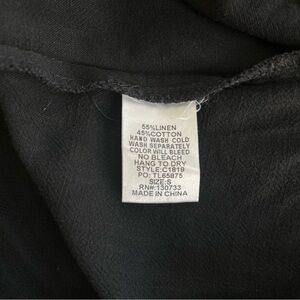 55%LINEN
45%COTTON
HAND WASH COLD
WASH SEPARATELY
COLOR WILL BLEED
NO BLEACH
HANG TO DRY
STYLE:C1819
PO: TL65875
SIZE:S
RN#:130733
MADE IN CHINA